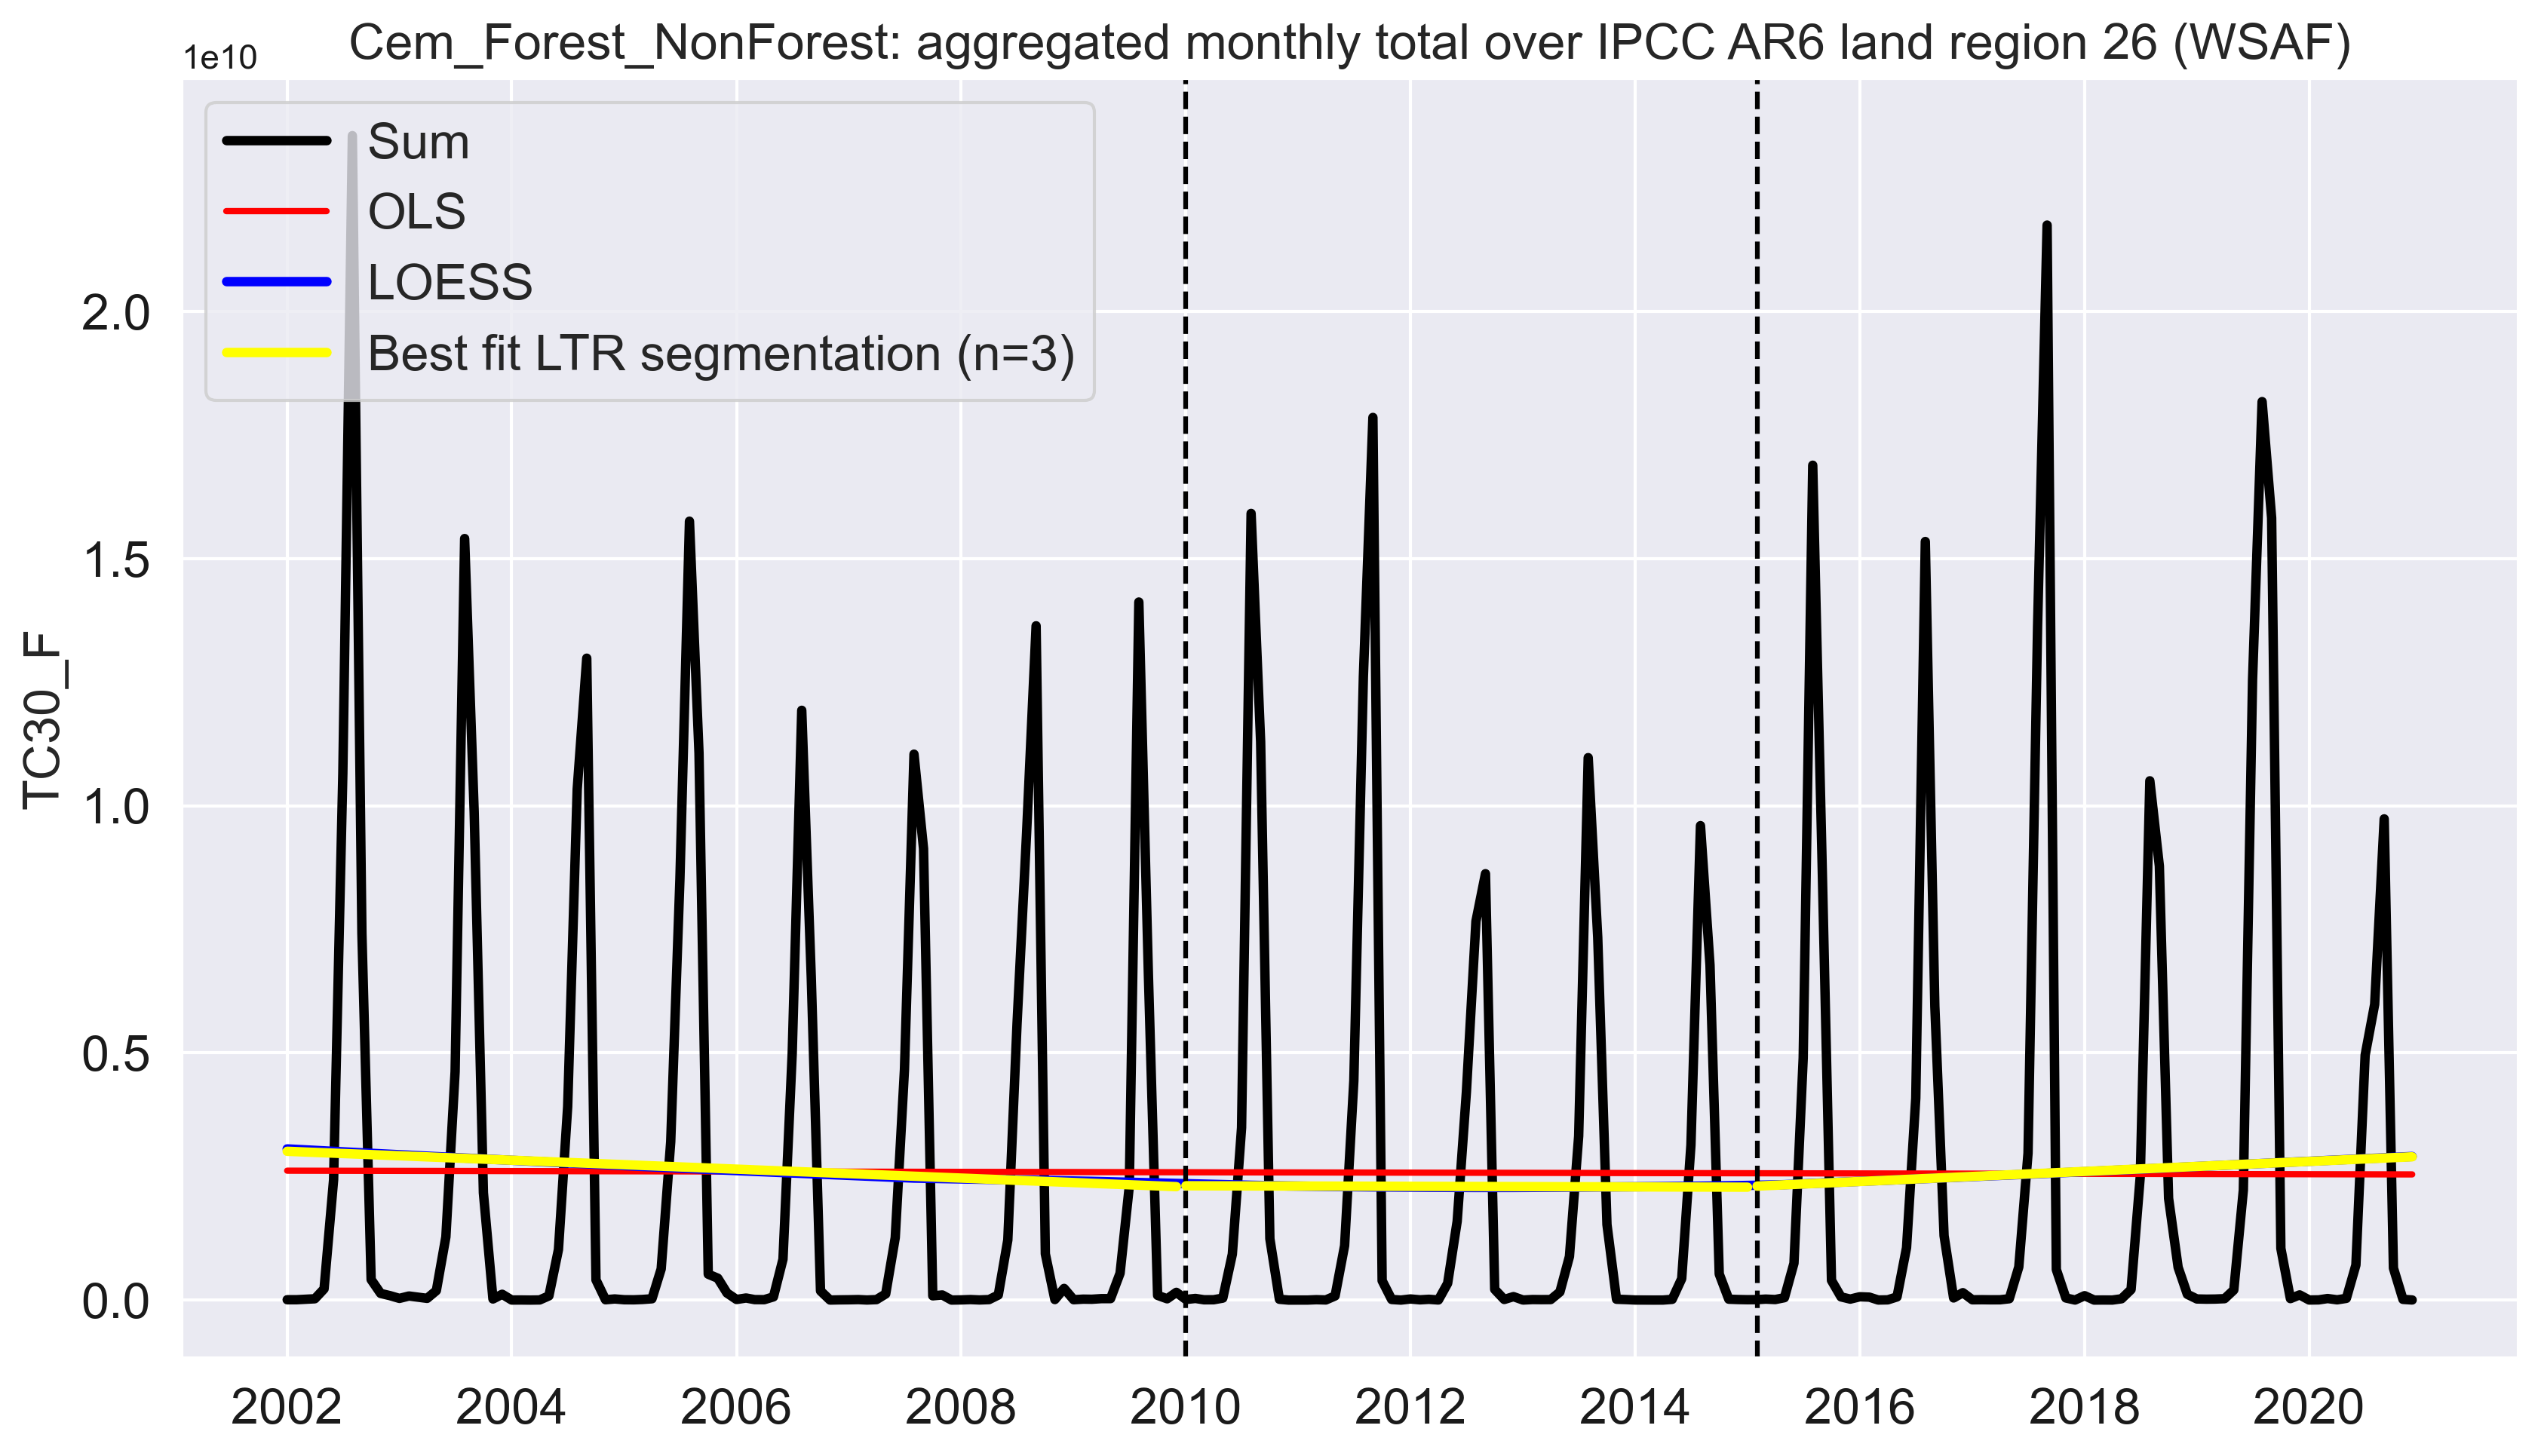 Cem_Forest_NonForest: aggregated monthly total over IPCC AR6 land region 26 (WSAF)
1e10
Sum
OLS
LOESS
Best fit LTR segmentation (n=3)
2.0
1.5
1.0
0.5
0.0
TC30_F
2002 2004 2006 2008 2010 2012 2014 2016 2018 2020